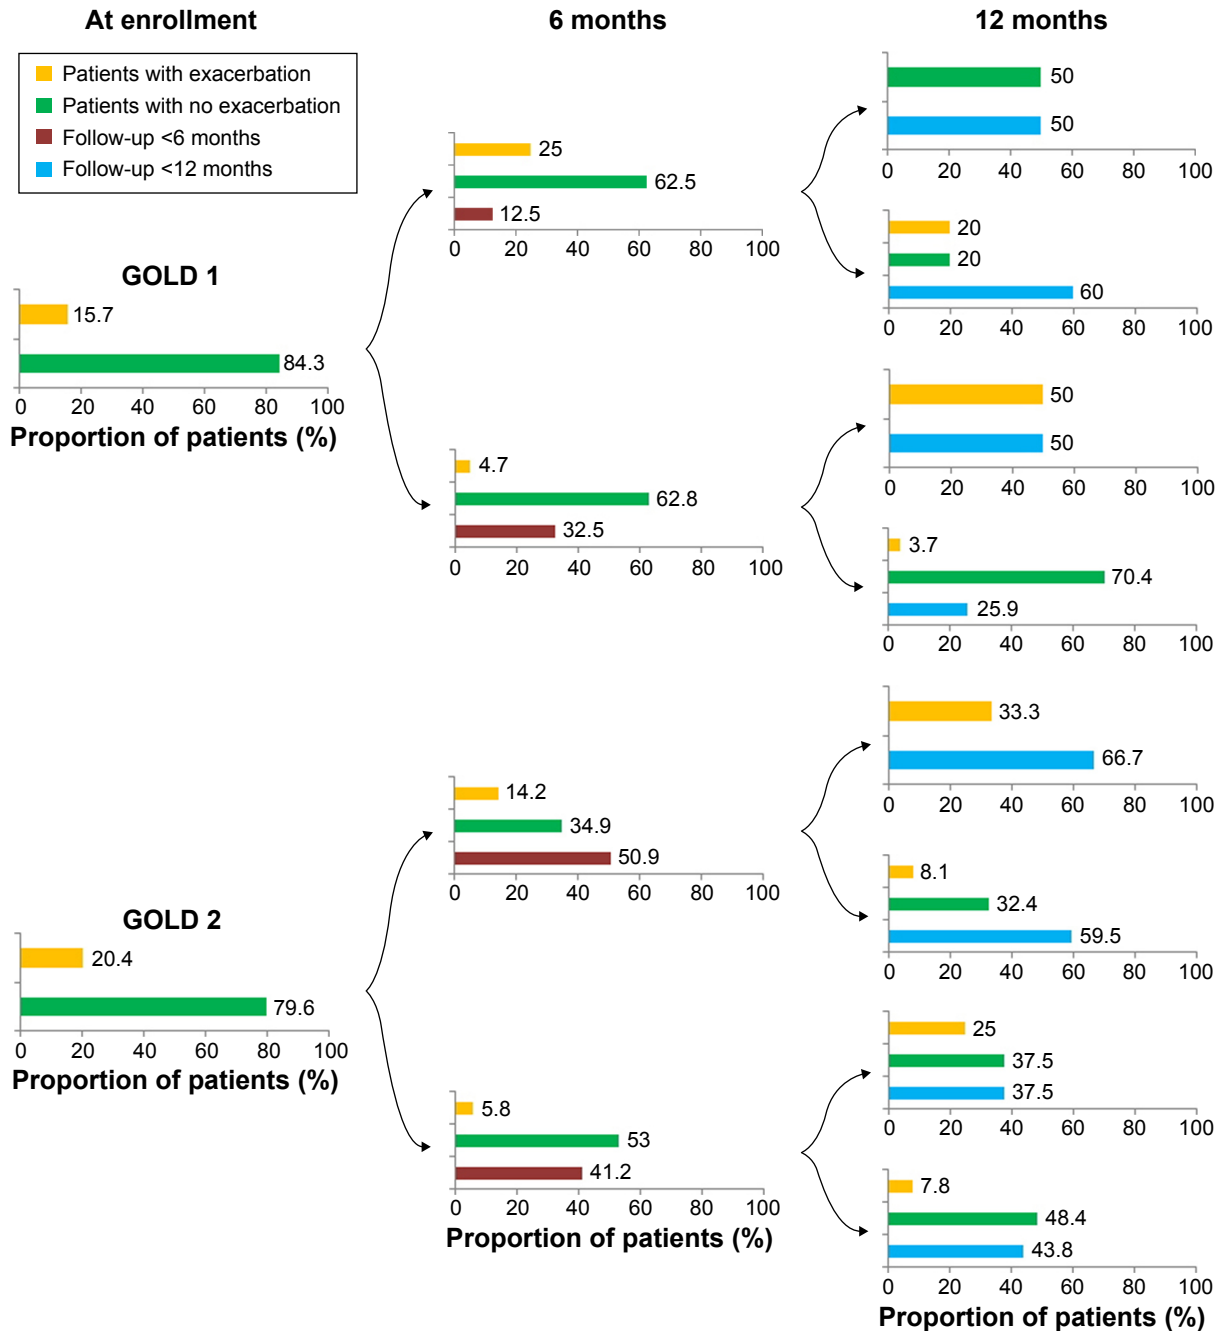 At enrollment
6 months
12 months
Patients with exacerbation
Patients with no exacerbation
Follow-up <6 months
Follow-up <12 months
GOLD 1
15.7
84.3
0 20 40 60 80 100
Proportion of patients (%)
25
62.5
12.5
0 20 40 60 80 100
4.7
62.8
32.5
0 20 40 60 80 100
50
50
0 20 40 60 80 100
20
20
60
0 20 40 60 80 100
50
50
0 20 40 60 80 100
3.7
70.4
25.9
0 20 40 60 80 100
GOLD 2
20.4
79.6
0 20 40 60 80 100
Proportion of patients (%)
14.2
34.9
50.9
0 20 40 60 80 100
5.8
53
41.2
0 20 40 60 80 100
Proportion of patients (%)
33.3
66.7
0 20 40 60 80 100
8.1
32.4
59.5
0 20 40 60 80 100
25
37.5
37.5
0 20 40 60 80 100
7.8
48.4
43.8
0 20 40 60 80 100
Proportion of patients (%)